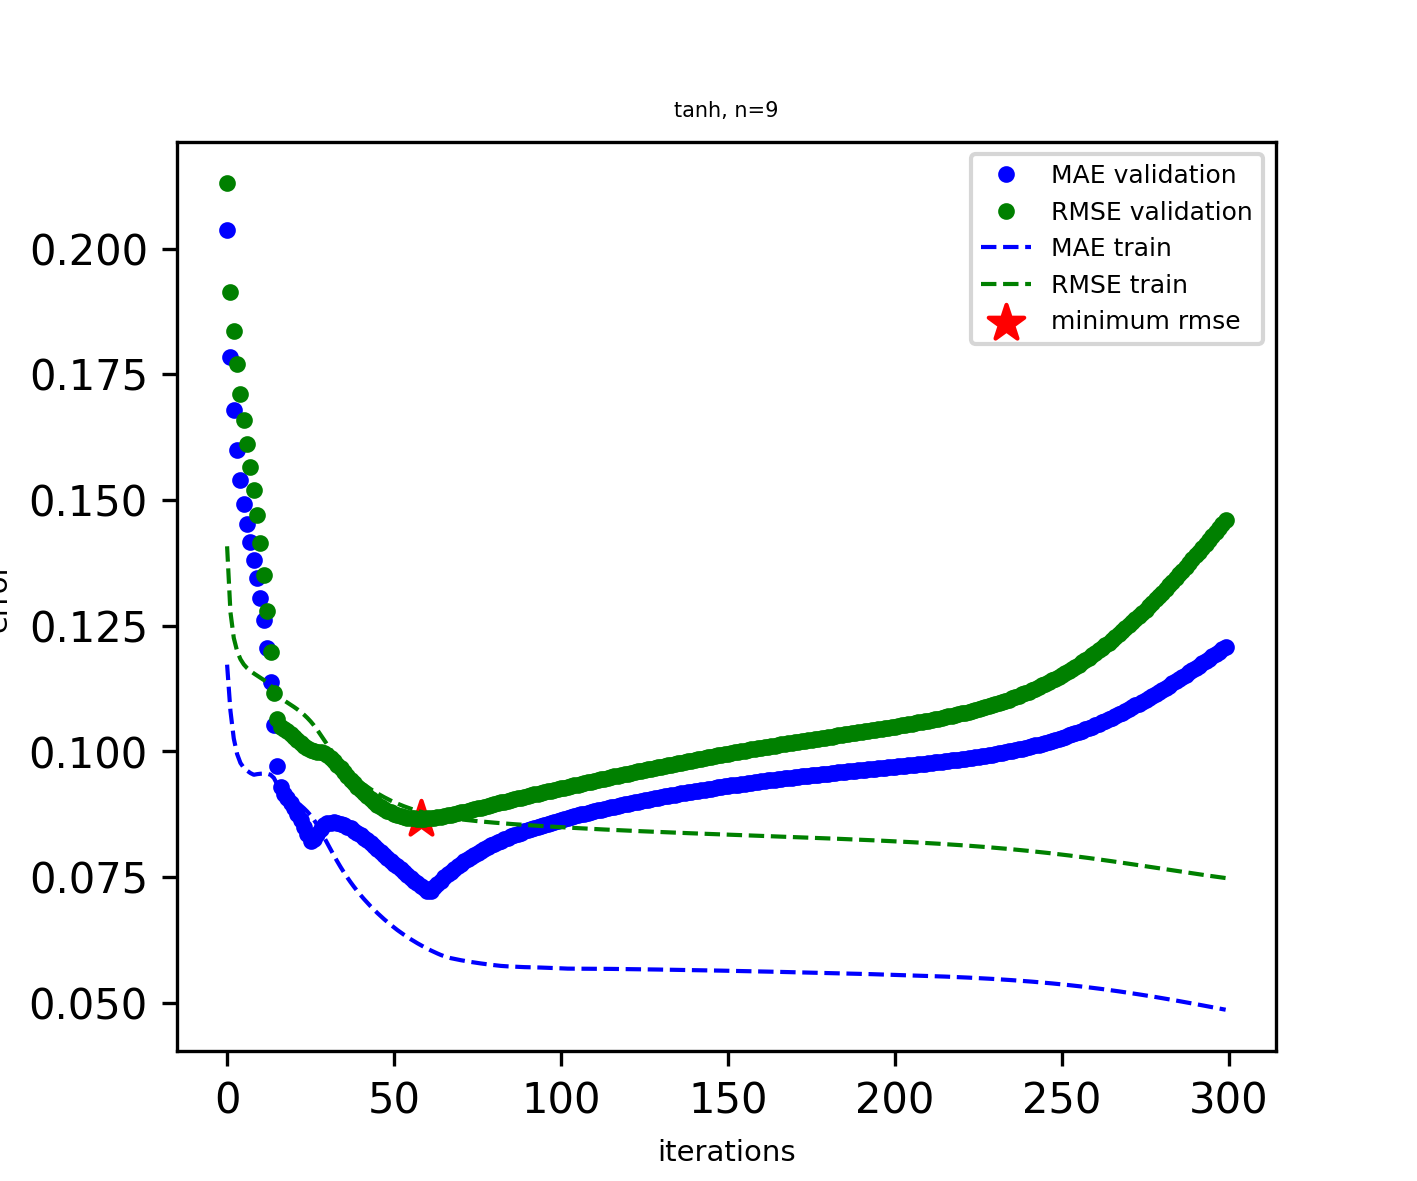 tanh, n=9
MAE validation
RMSE validation
MAE train
RMSE train
minimum rmse
0.200
0.175
0.150
0.125
0.100
0.075
0.050
0 50 100 150 200 250 300
iterations